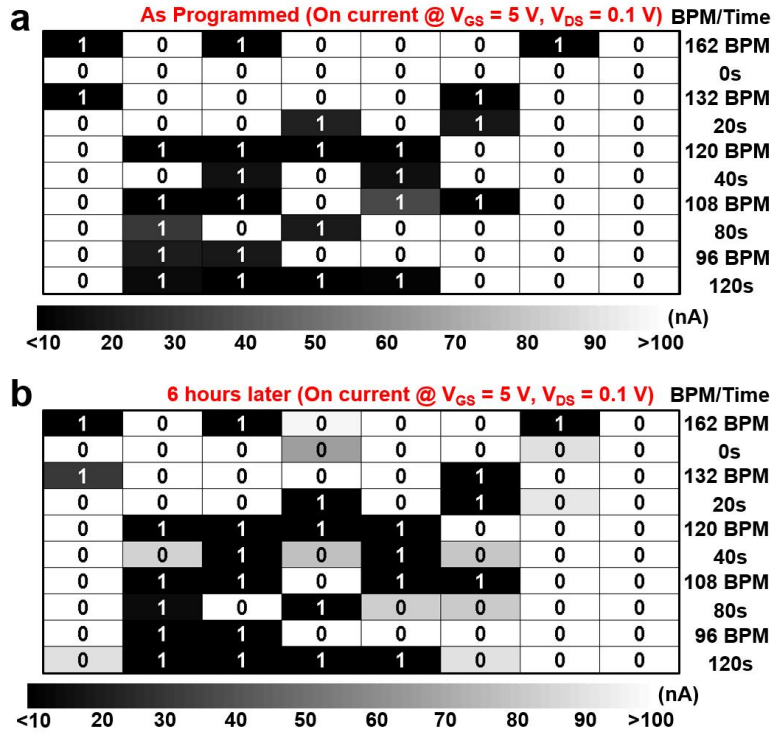 a As Programmed (On current @ VGS = 5 V, VDS = 0.1 V) BPM/Time
1 0 1 0 0 0 1 0 162 BPM
0 0 0 0 0 0 0 0 0s
1 0 0 0 0 1 0 0 132 BPM
0 0 0 1 0 1 0 0 20s
0 1 1 1 1 0 0 0 120 BPM
0 0 1 0 1 0 0 0 40s
0 1 1 0 1 1 0 0 108 BPM
0 1 0 1 0 0 0 0 80s
0 1 1 0 0 0 0 0 96 BPM
0 1 1 1 1 0 0 0 120s
(nA)
<10 20 30 40 50 60 70 80 90 >100
b 6 hours later (On current @ VGS = 5 V, VDS = 0.1 V) BPM/Time
1 0 1 0 0 0 1 0 162 BPM
0 0 0 0 0 0 0 0 0s
1 0 0 0 0 1 0 0 132 BPM
0 0 0 1 0 1 0 0 20s
0 1 1 1 1 0 0 0 120 BPM
0 0 1 0 1 0 0 0 40s
0 1 1 0 1 1 0 0 108 BPM
0 1 0 1 0 0 0 0 80s
0 1 1 0 0 0 0 0 96 BPM
0 1 1 1 1 0 0 0 120s
(nA)
<10 20 30 40 50 60 70 80 90 >100